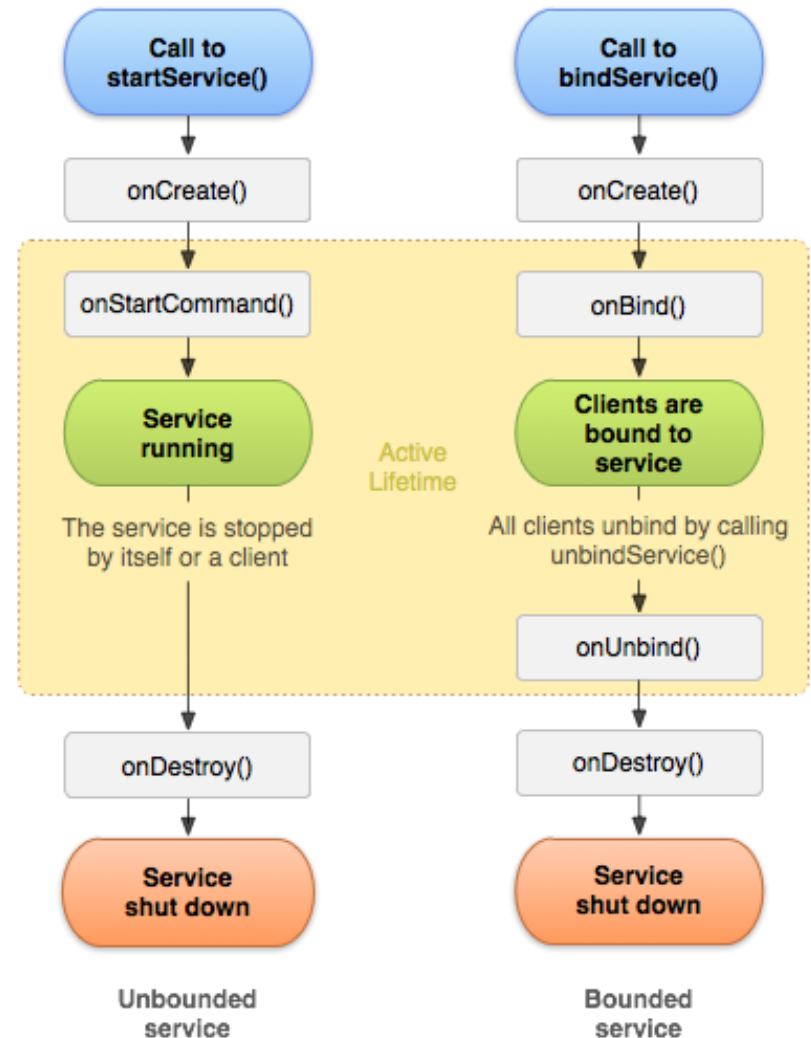 Call to
startService()
onCreate()
onStartCommand()
Service
running
The service is stopped
by itself or a client
onDestroy()
Service
shut down
Unbounded
service
Active
Lifetime
Call to
bindService()
onCreate()
onBind()
Clients are
bound to
service
All clients unbind by calling
unbindService()
onUnbind()
onDestroy()
Service
shut down
Bounded
service